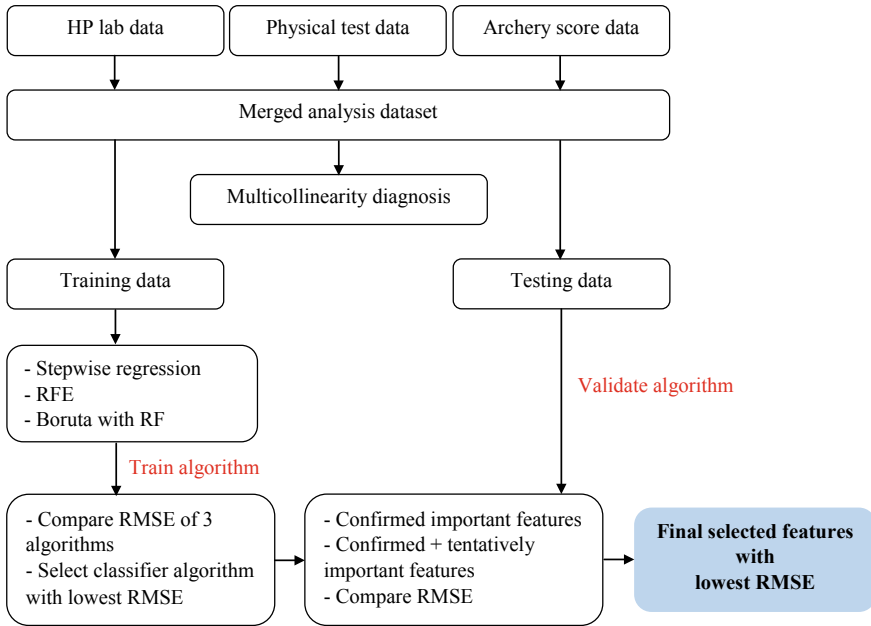 HP lab data
Physical test data
Archery score data
Merged analysis dataset
Multicollinearity diagnosis
Training data
Testing data
- Stepwise regression
- RFE
- Boruta with RF
Validate algorithm
Train algorithm
- Compare RMSE of 3
algorithms
- Select classifier algorithm
with lowest RMSE
- Confirmed important features
- Confirmed + tentatively
important features
- Compare RMSE
Final selected features
with
lowest RMSE